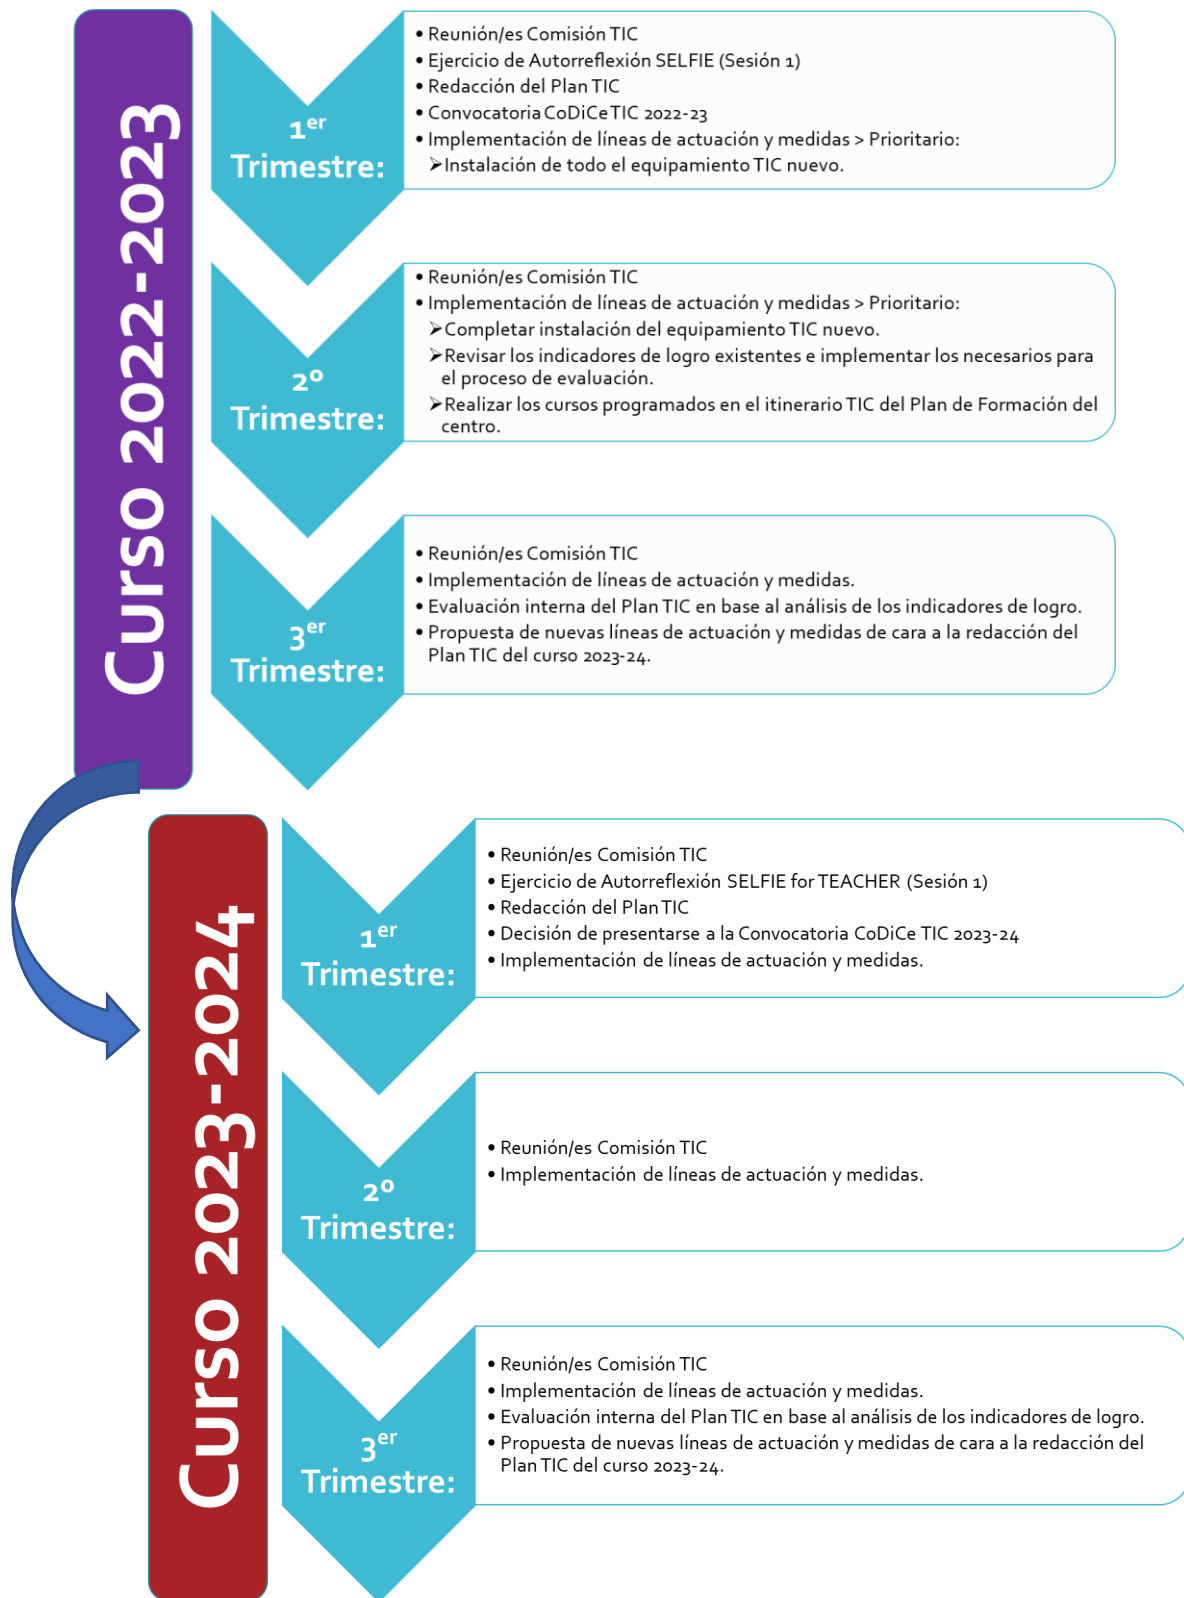 Curso 2022-2023
1er
Trimestre:
• Reunión/es Comisión TIC
• Ejercicio de Autorreflexión SELFIE (Sesión 1)
• Redacción del Plan TIC
• Convocatoria CoDiCe TIC 2022-23
• Implementación de líneas de actuación y medidas > Prioritario:
➢Instalación de todo el equipamiento TIC nuevo.
2º
Trimestre:
• Reunión/es Comisión TIC
• Implementación de líneas de actuación y medidas > Prioritario:
➢Completar instalación del equipamiento TIC nuevo.
➢Revisar los indicadores de logro existentes e implementar los necesarios para
el proceso de evaluación.
➢Realizar los cursos programados en el itinerario TIC del Plan de Formación del
centro.
3er
Trimestre:
• Reunión/es Comisión TIC
• Implementación de líneas de actuación y medidas.
• Evaluación interna del Plan TIC en base al análisis de los indicadores de logro.
• Propuesta de nuevas líneas de actuación y medidas de cara a la redacción del
Plan TIC del curso 2023-24.
Curso 2023-2024
1er
Trimestre:
• Reunión/es Comisión TIC
• Ejercicio de Autorreflexión SELFIE for TEACHER (Sesión 1)
• Redacción del Plan TIC
• Decisión de presentarse a la Convocatoria CoDiCe TIC 2023-24
• Implementación de líneas de actuación y medidas.
2º
Trimestre:
• Reunión/es Comisión TIC
• Implementación de líneas de actuación y medidas.
3er
Trimestre:
• Reunión/es Comisión TIC
• Implementación de líneas de actuación y medidas.
• Evaluación interna del Plan TIC en base al análisis de los indicadores de logro.
• Propuesta de nuevas líneas de actuación y medidas de cara a la redacción del
Plan TIC del curso 2023-24.